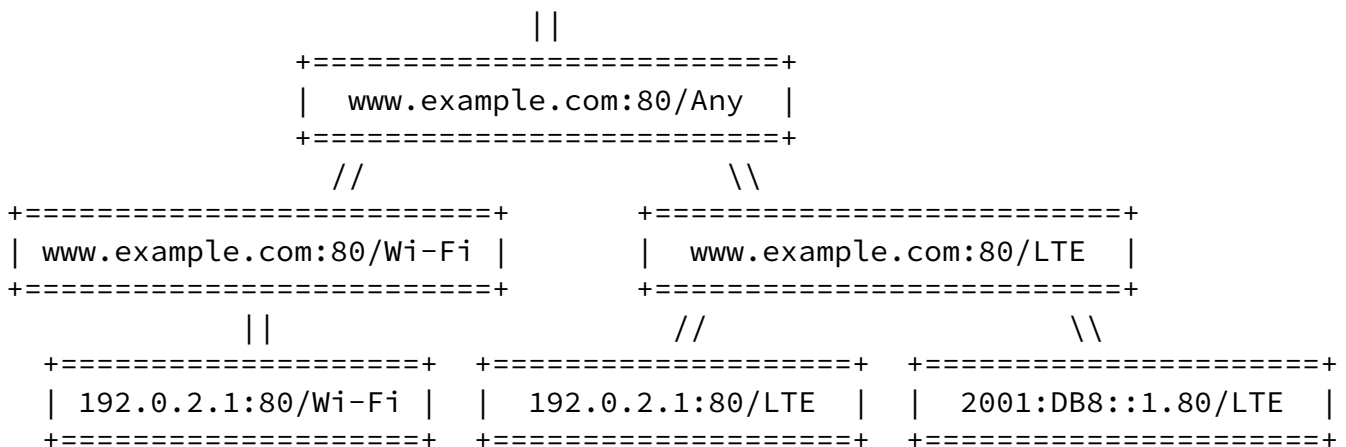 ||
+==========================+
| www.example.com:80/Any |
+==========================+
// \\
+==========================+ +==========================+
| www.example.com:80/Wi-Fi | | www.example.com:80/LTE |
+==========================+ +==========================+
|| // \\
+====================+ +====================+ +======================+
| 192.0.2.1:80/Wi-Fi | | 192.0.2.1:80/LTE | | 2001:DB8::1.80/LTE |
+====================+ +====================+ +======================+